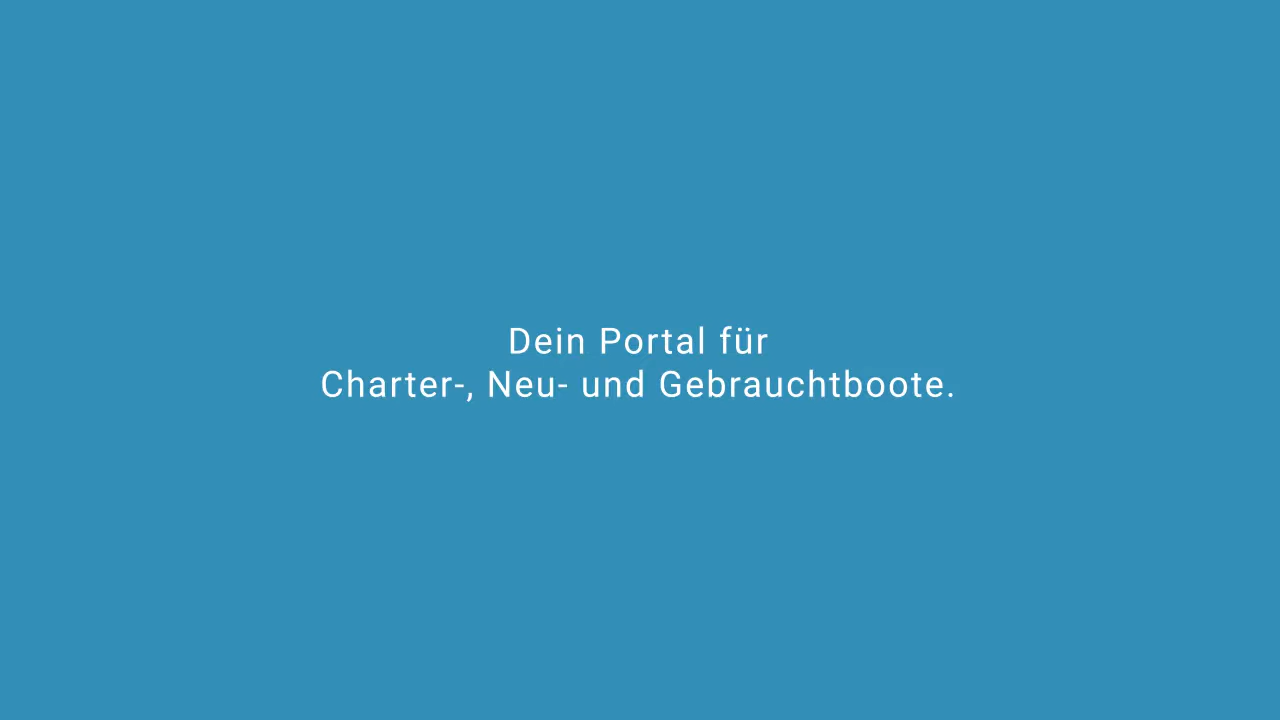 Dein Portal für
Charter-, Neu- und Gebrauchtboote.